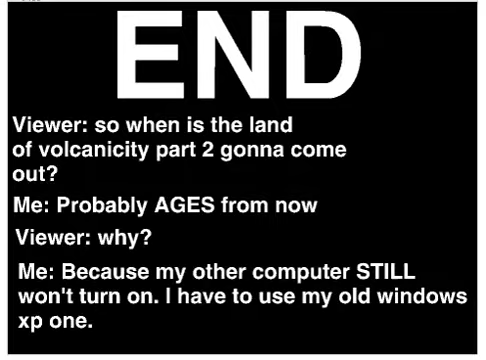 END
Viewer: so when is the land
of volcanicity part 2 gonna come
out?
Me: Probably AGES from now
Viewer: why?
Me: Because my other computer STILL
won't turn on. I have to use my old windows
xp one.